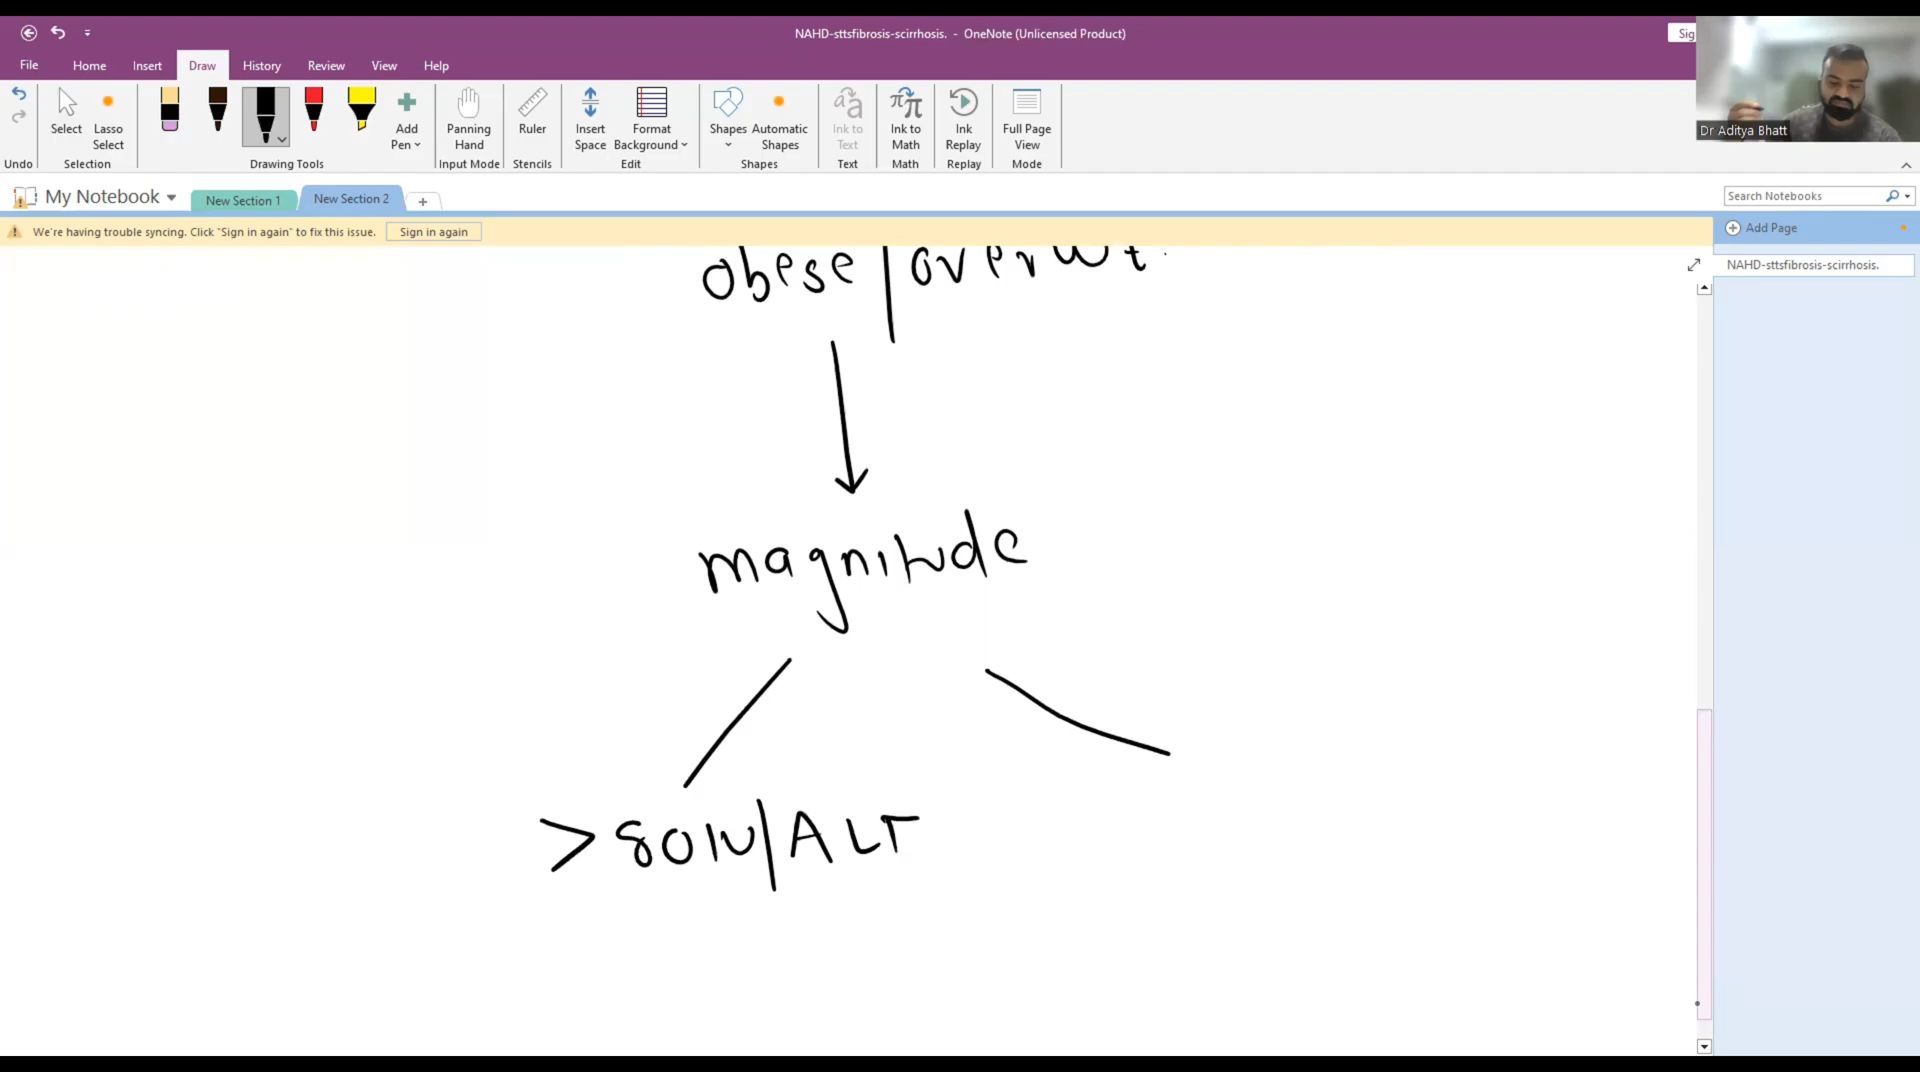 NAHD-sttsfibrosis-scirrhosis. - OneNote (Unlicensed Product)
Sig
File Home Insert Draw History Review View Help
Dr Aditya Bhatt
Select
Lasso Select
Add Pen
Panning Hand
Ruler
Insert Space
Format Background
Shapes
Automatic Shapes
Ink to Text
Ink to Math
Ink Replay
Full Page View
Undo Selection Drawing Tools Input Mode Stencils Edit Shapes Text Math Replay Mode
My Notebook New Section 1 New Section 2 + Search Notebooks
We're having trouble syncing. Click "Sign in again" to fix this issue. Sign in again
Add Page
NAHD-sttsfibrosis-scirrhosis.
obese/overwt.
magnitude
>80IU/ALT